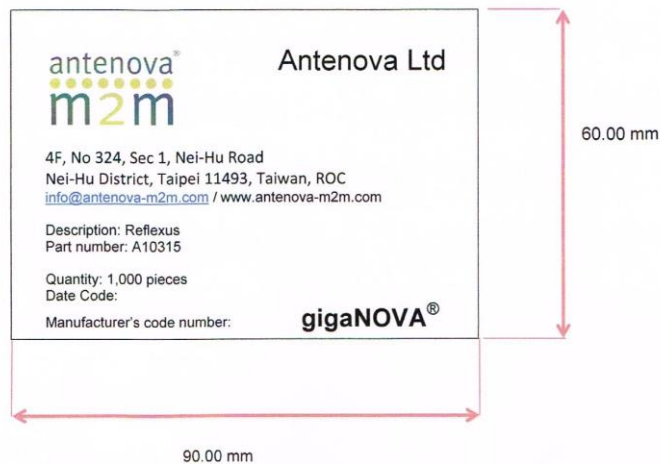 antenova®
m2m
Antenova Ltd
60.00 mm
4F, No 324, Sec 1, Nei-Hu Road
Nei-Hu District, Taipei 11493, Taiwan, ROC
info@antenova-m2m.com / www.antenova-m2m.com
Description: Reflexus
Part number: A10315
Quantity: 1,000 pieces
Date Code:
Manufacturer's code number:
gigaNOVA®
90.00 mm